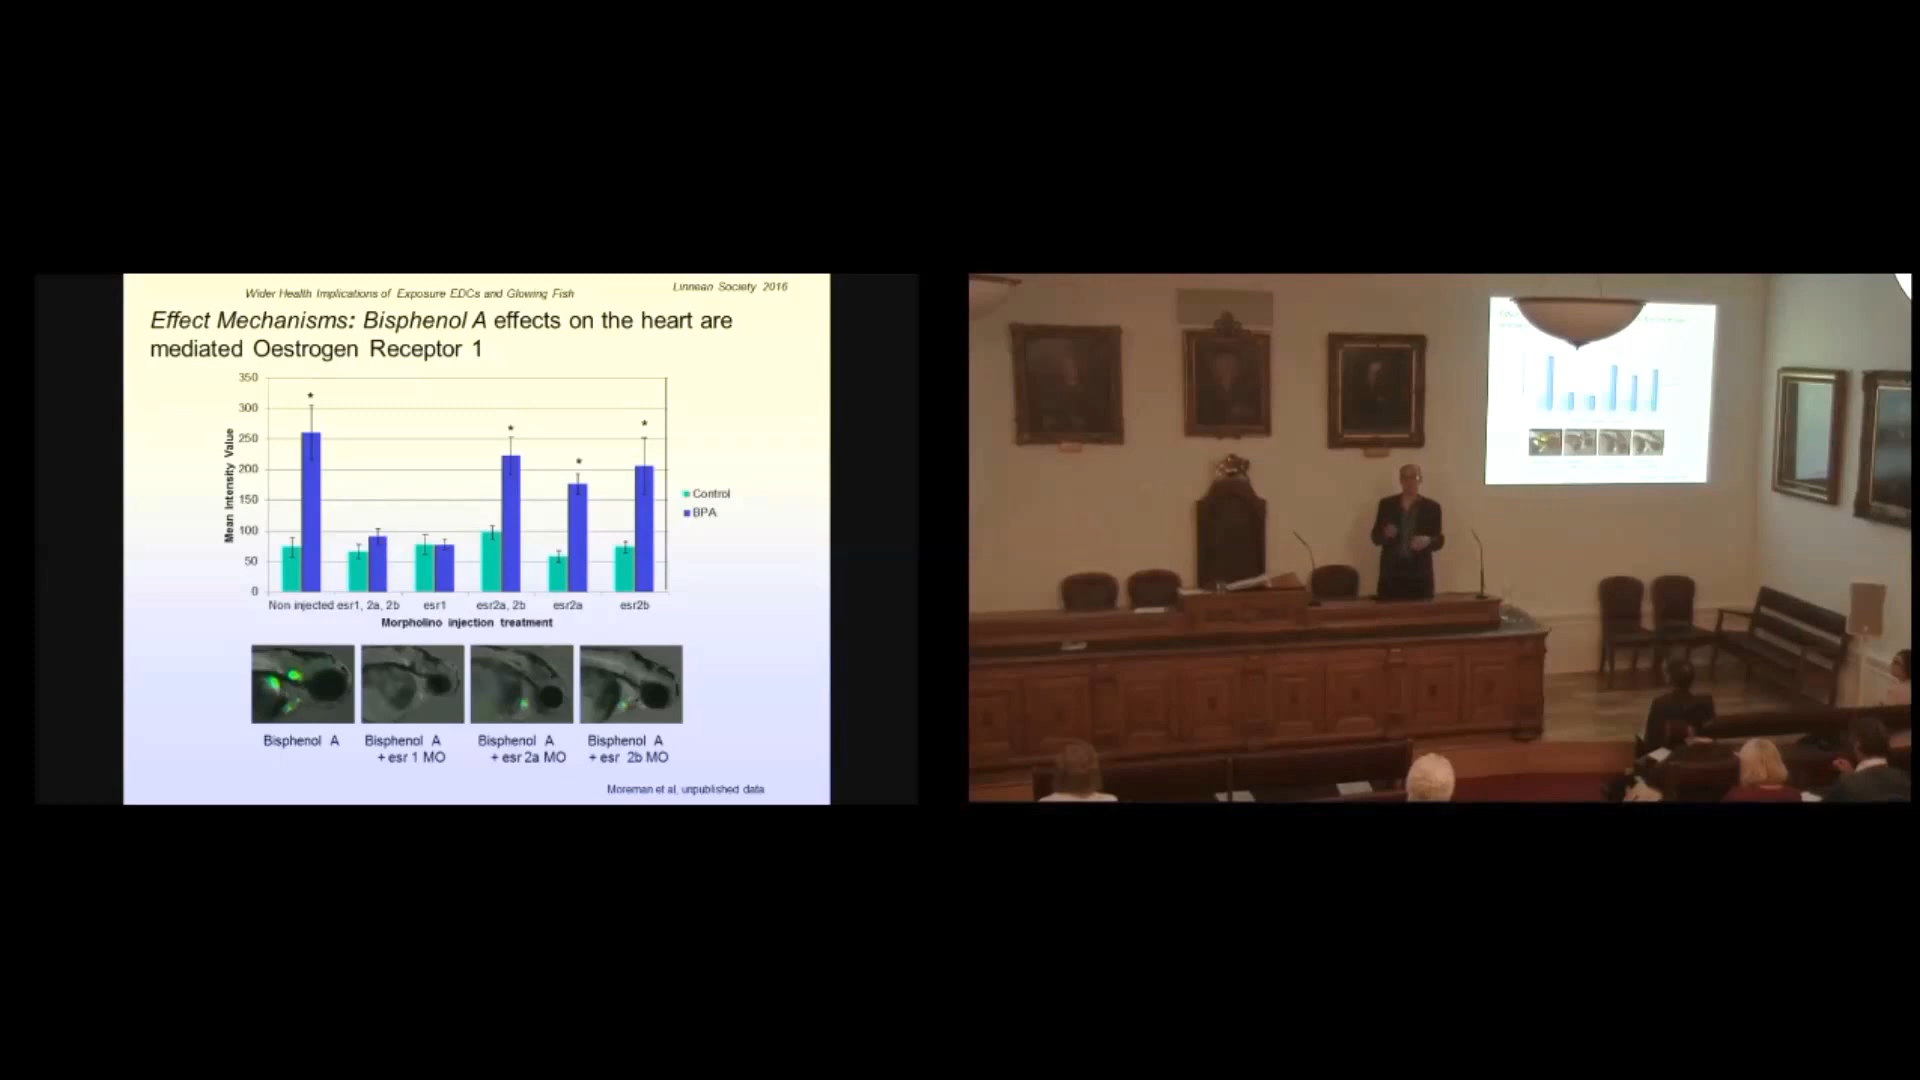 Wider Health Implications of Exposure EDCs and Glowing Fish
Linnean Society 2016
Effect Mechanisms: Bisphenol A effects on the heart are
mediated Oestrogen Receptor 1
350
300
250
200
150
100
50
0
Mean Intensity Value
* * * *
Control
BPA
Non injected esr1, 2a, 2b esr1 esr2a, 2b esr2a esr2b
Morpholino injection treatment
Bisphenol A
Bisphenol A
+ esr 1 MO
Bisphenol A
+ esr 2a MO
Bisphenol A
+ esr 2b MO
Moreman et al, unpublished data